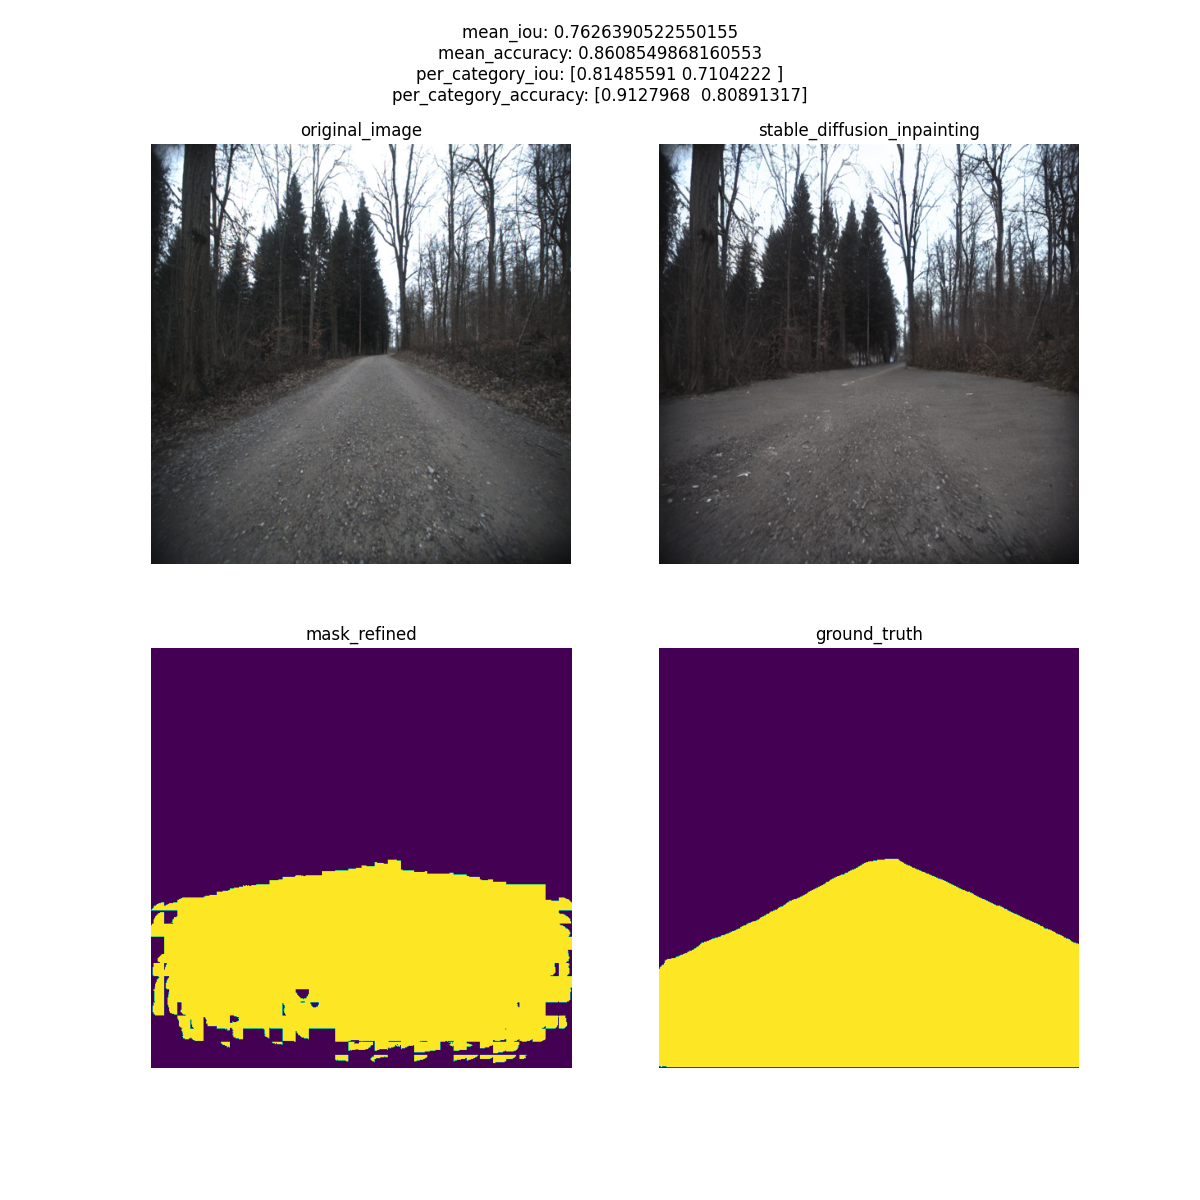 mean_iou: 0.7626390522550155
mean_accuracy: 0.8608549868160553
per_category_iou: [0.81485591 0.7104222 ]
per_category_accuracy: [0.9127968  0.80891317]
original_image
stable_diffusion_inpainting
mask_refined
ground_truth